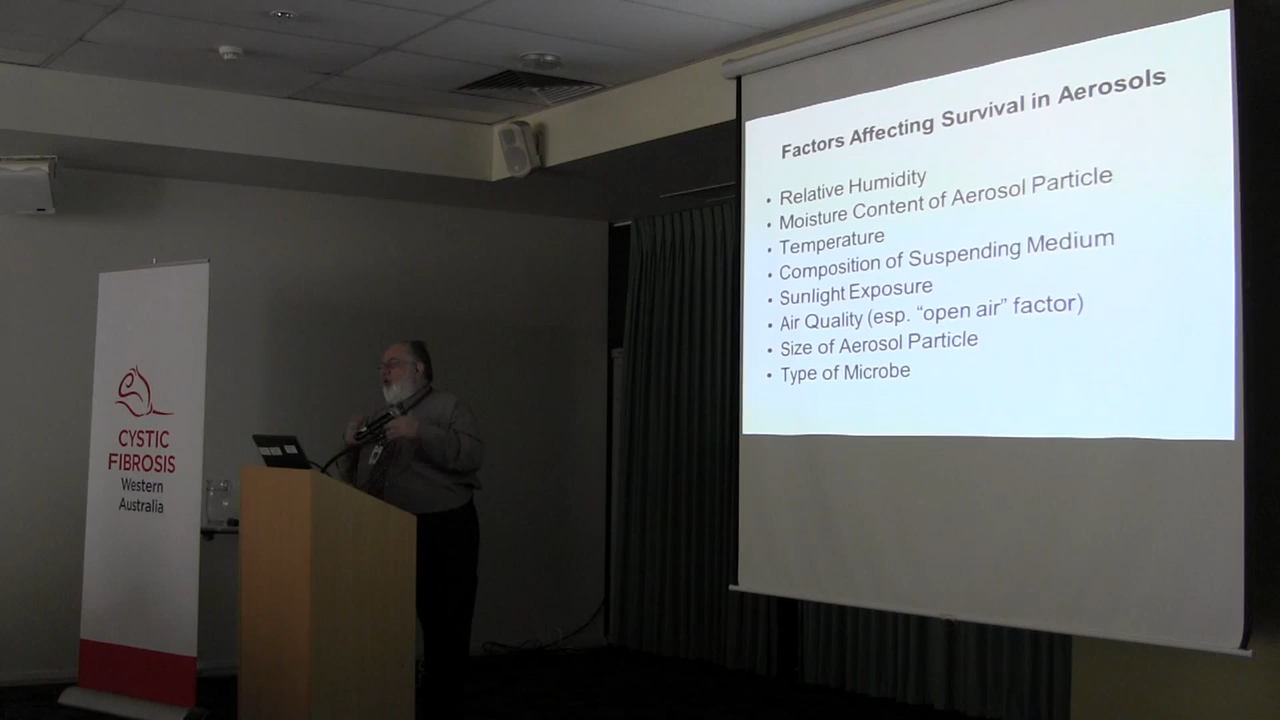 Factors Affecting Survival in Aerosols
• Relative Humidity
• Moisture Content of Aerosol Particle
• Temperature
• Composition of Suspending Medium
• Sunlight Exposure
• Air Quality (esp. “open air” factor)
• Size of Aerosol Particle
• Type of Microbe
CYSTIC
FIBROSIS
Western
Australia